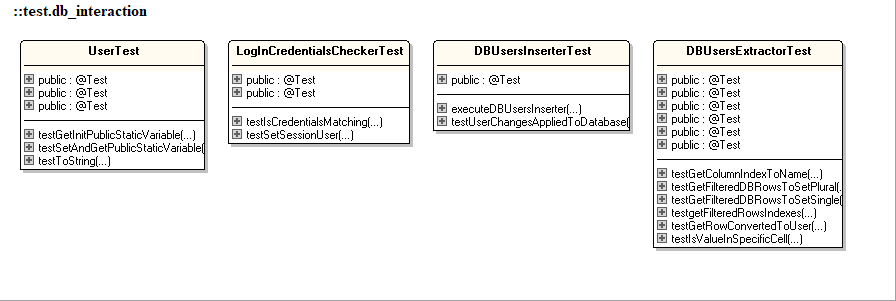 ::test.db_interaction
UserTest
public : @Test
public : @Test
public : @Test
testGetInitPublicStaticVariable(...)
testSetAndGetPublicStaticVariable(
testToString(...)
LogInCredentialsCheckerTest
public : @Test
public : @Test
testIsCredentialsMatching(...)
testSetSessionUser(...)
DBUsersInserterTest
public : @Test
executeDBUsersInserter(...)
testUserChangesAppliedToDatabase(
DBUsersExtractorTest
public : @Test
public : @Test
public : @Test
public : @Test
public : @Test
public : @Test
testGetColumnIndexToName(...)
testGetFilteredDBRowsToSetPlural(.
testGetFilteredDBRowsToSetSingle(
testgetFilteredRowsIndexes(...)
testGetRowConvertedToUser(...)
testIsValueInSpecificCell(...)